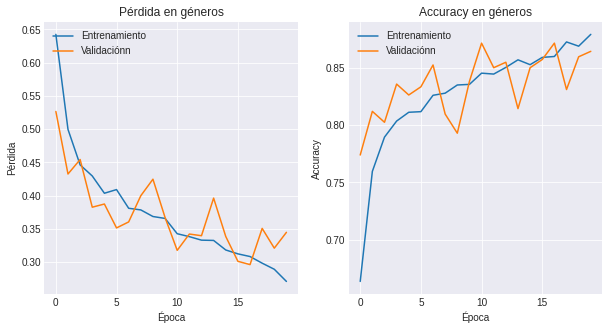 Pérdida en géneros
Entrenamiento
Validaciónn
0.65
0.60
0.55
0.50
0.45
0.40
0.35
0.30
Pérdida
0
5
10
15
Época
Accuracy en géneros
Entrenamiento
Validaciónn
0.85
0.80
0.75
0.70
Accuracy
0
5
10
15
Época